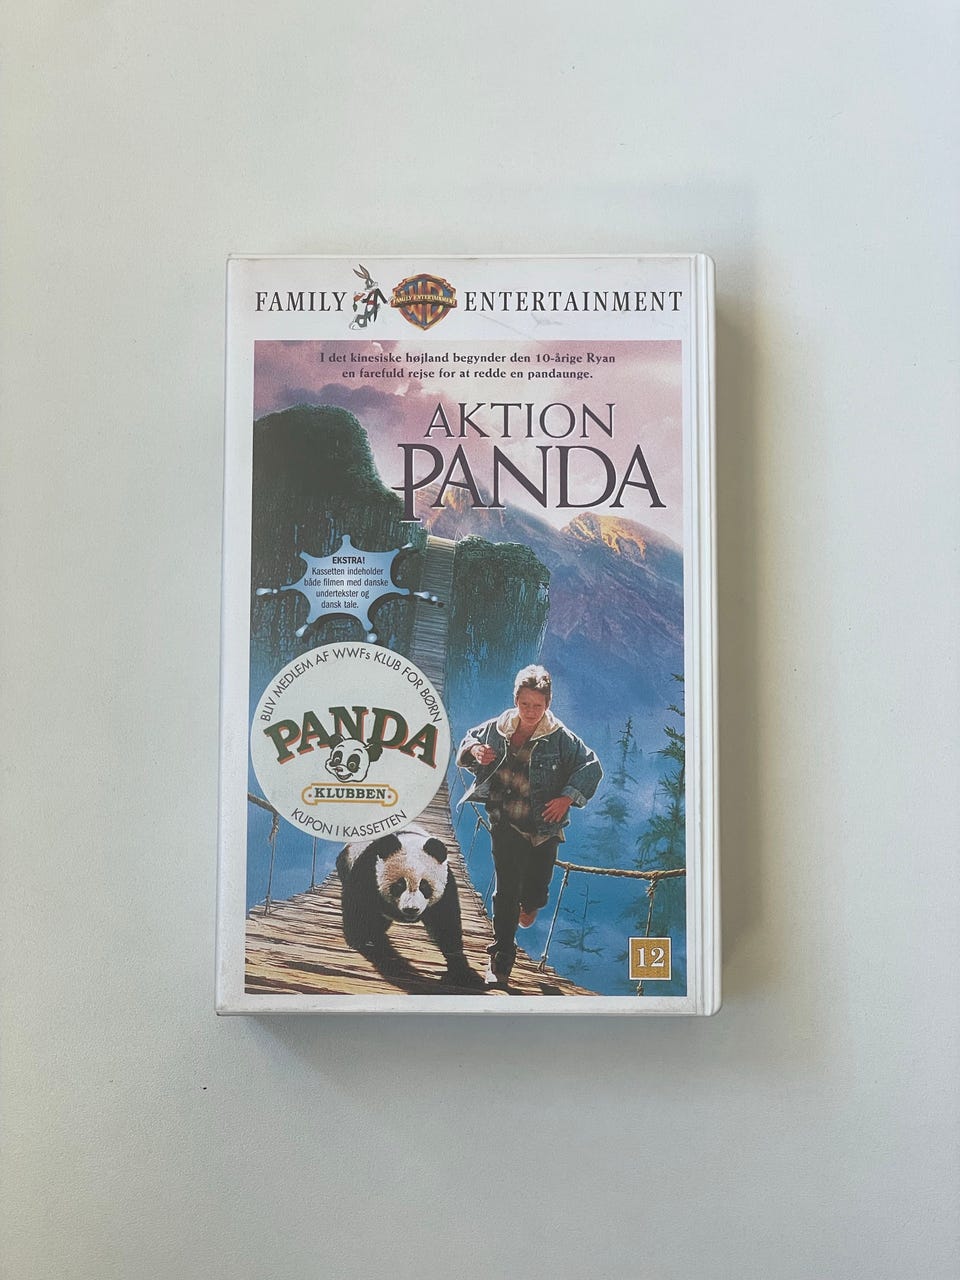 FAMILY ENTERTAINMENT
FAMILY ENTERTAINMENT
I det kinesiske højland begynder den 10-årige Ryan
en farefuld rejse for at redde en pandaunge.
AKTION
PANDA
EKSTRA!
Kassetten indeholder
både filmen med danske
undertekster og
dansk tale.
BLIV MEDLEM AF WWFs KLUB FOR BØRN
PANDA
KLUBBEN
KUPON I KASSETTEN
12